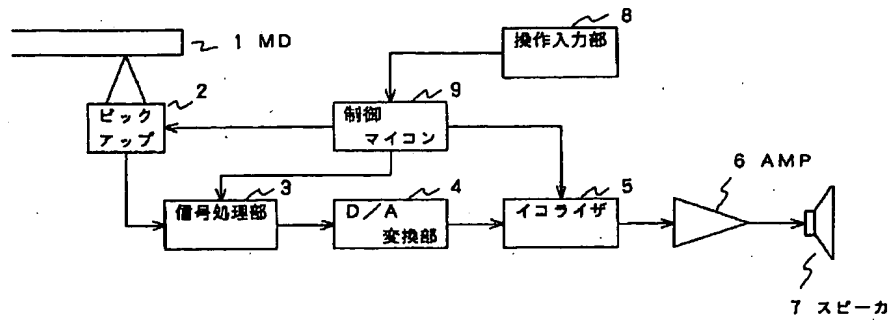 1 MD
8
操作入力部
2
ピック
アップ
9
制御
マイコン
3
信号処理部
4
D/A
変換部
5
イコライザ
6 AMP
7 スピーカ